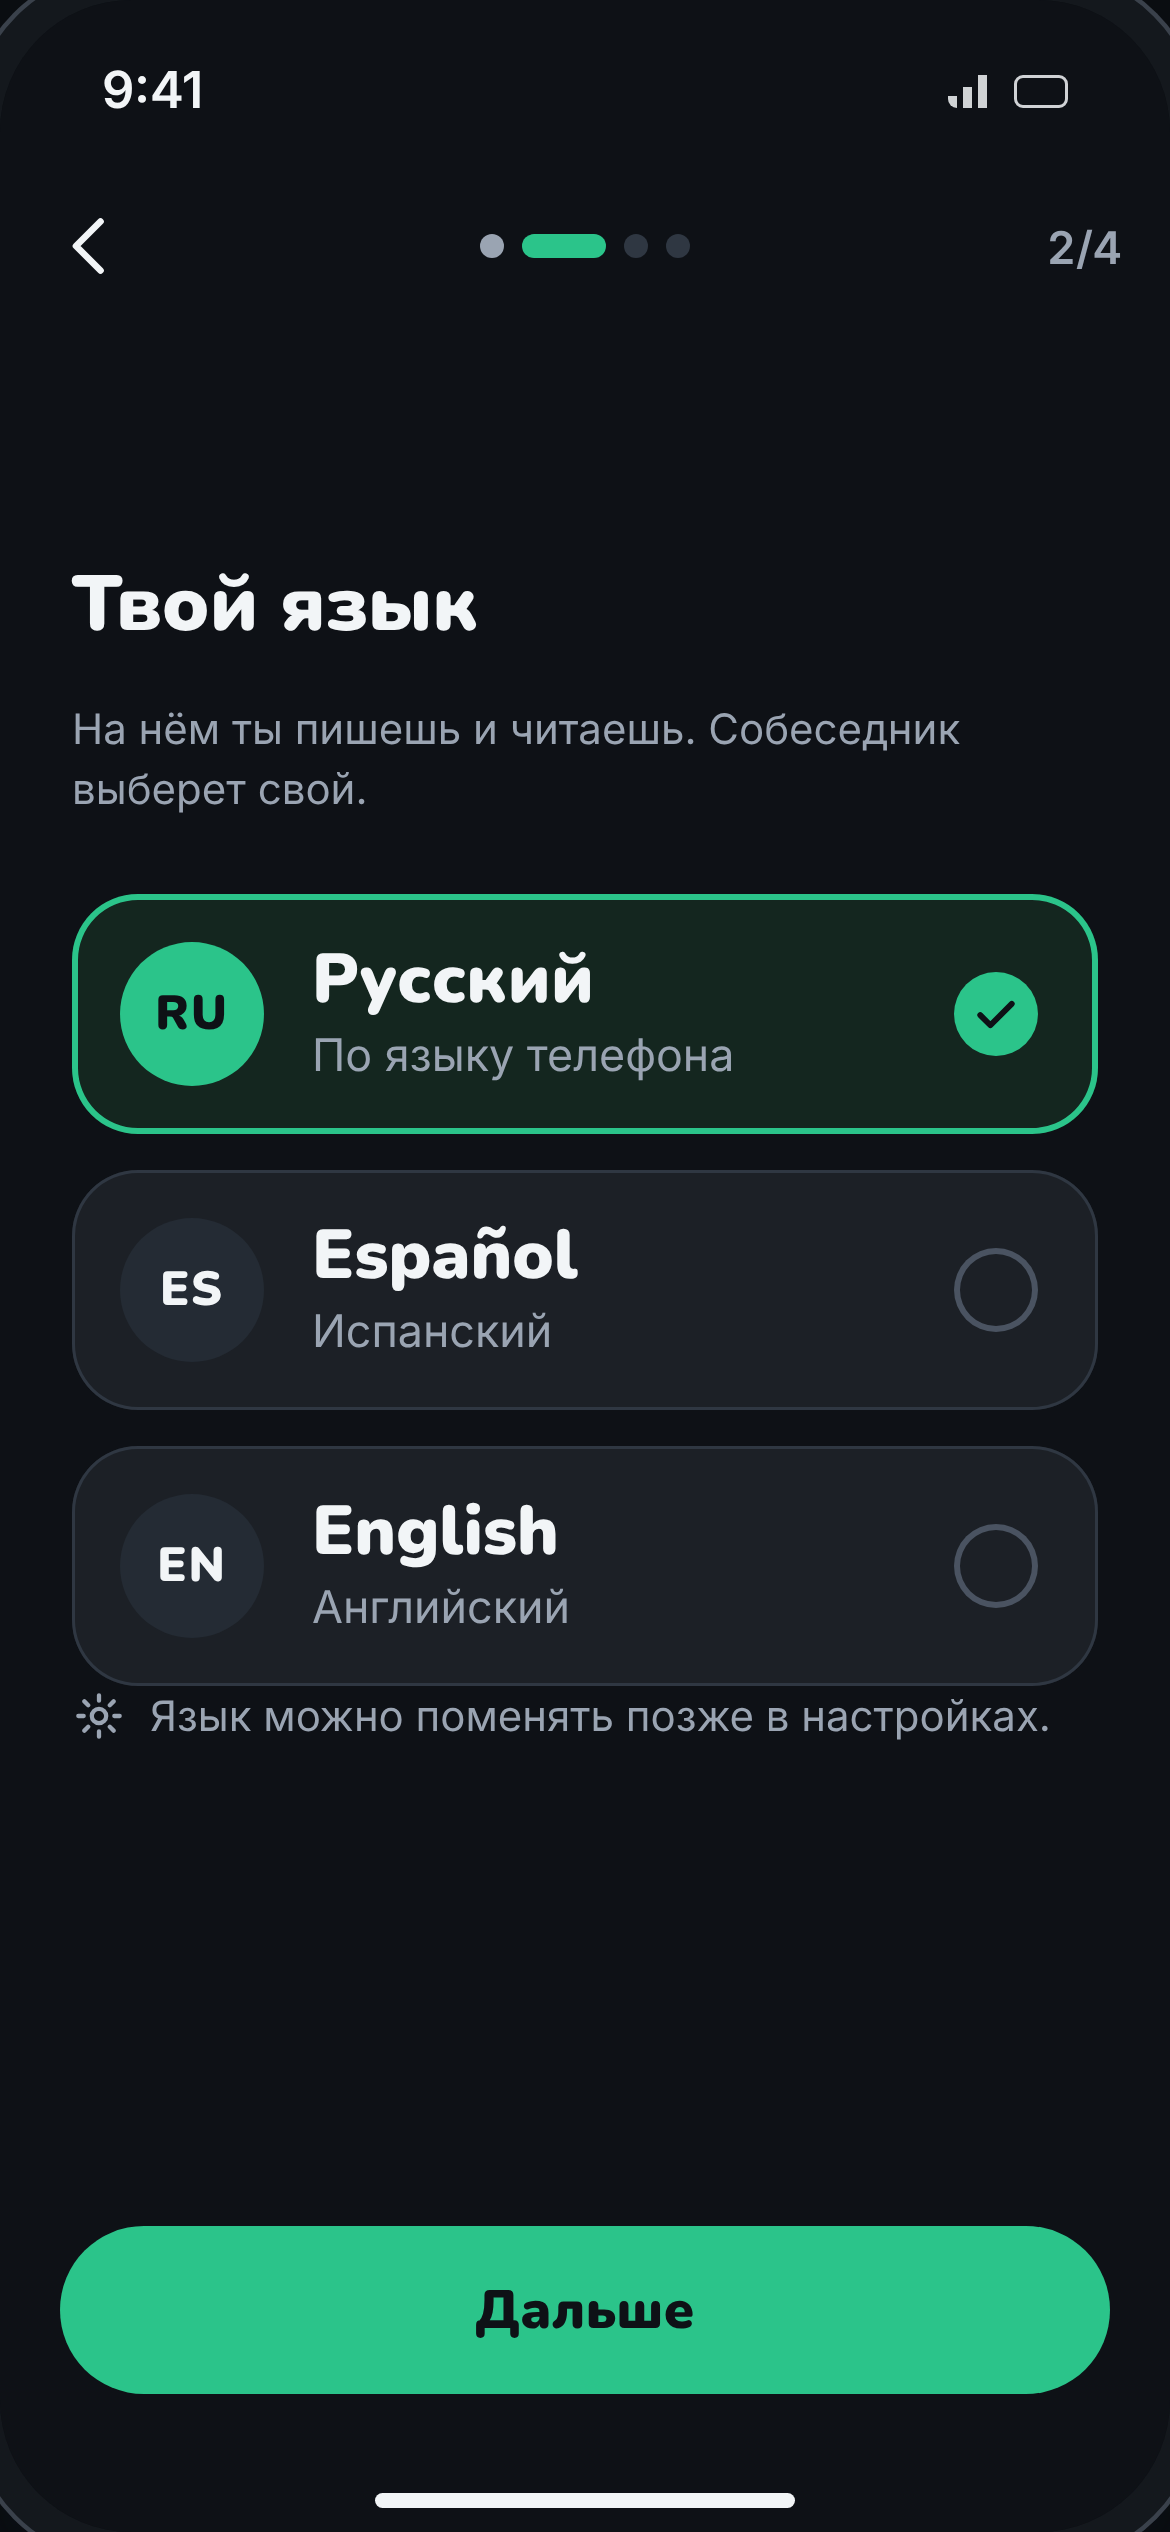 9:41
2/4
Твой язык
На нём ты пишешь и читаешь. Собеседник
выберет свой.
RU
Русский
По языку телефона
ES
Español
Испанский
EN
English
Английский
Язык можно поменять позже в настройках.
Дальше